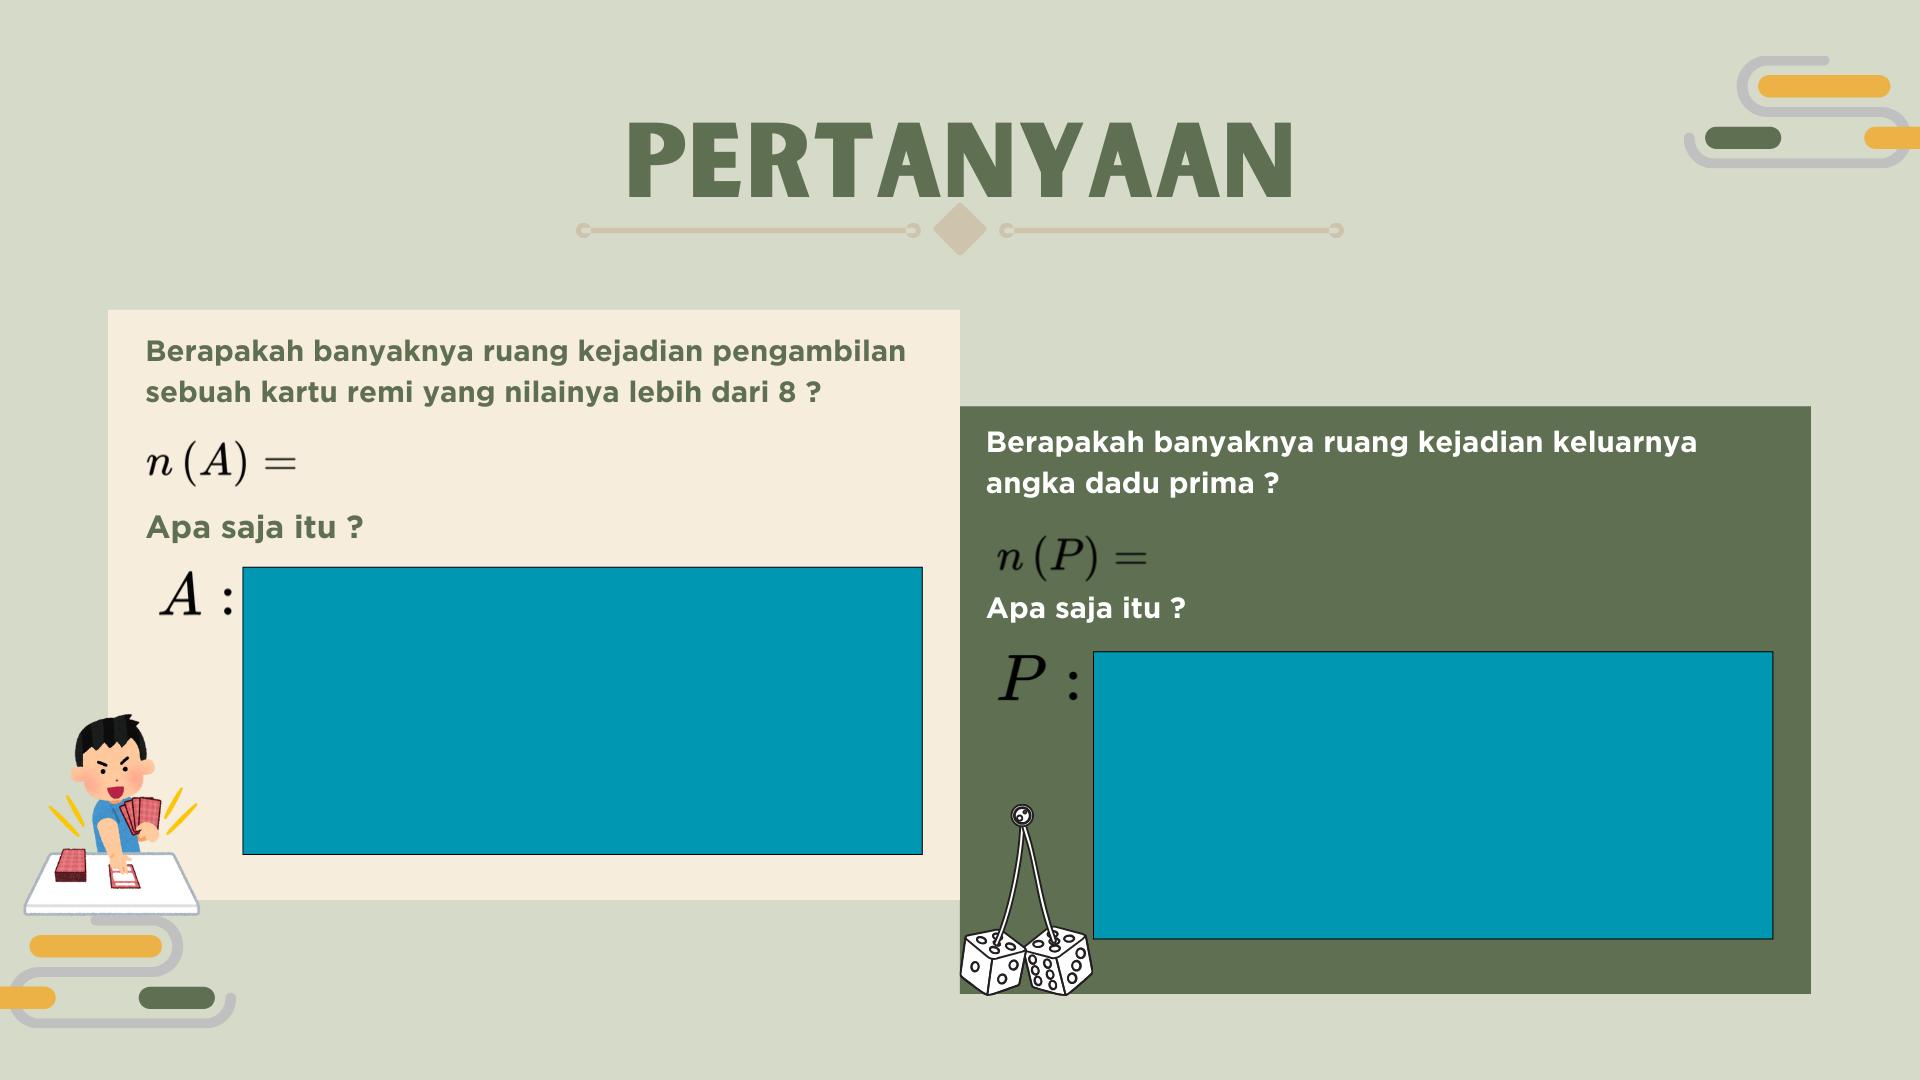 PERTANYAAN
Berapakah banyaknya ruang kejadian pengambilan
sebuah kartu remi yang nilainya lebih dari 8 ?
n (A) =
Apa saja itu ?
A :
Berapakah banyaknya ruang kejadian keluarnya
angka dadu prima ?
n (P) =
Apa saja itu ?
P :